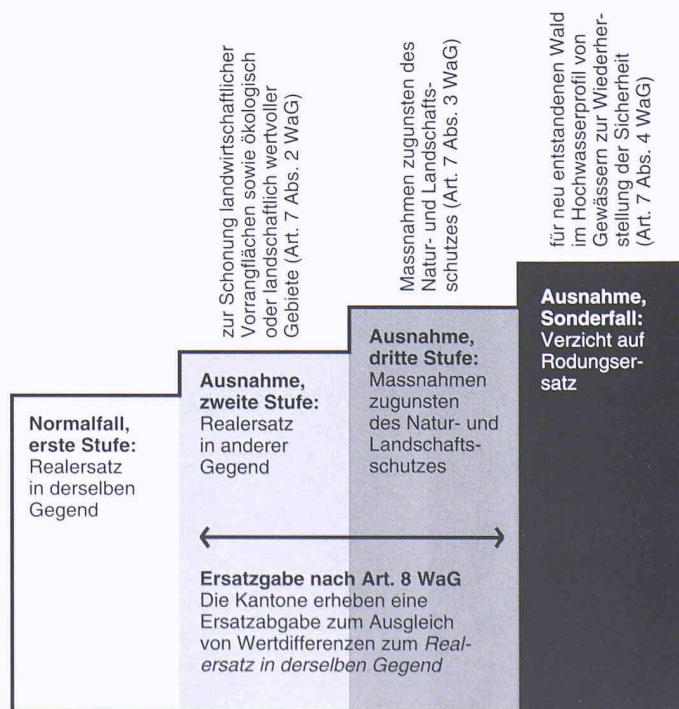 zur Schonung landwirtschaftlicher
Vorrangflächen sowie ökologisch
oder landschaftlich wertvoller
Gebiete (Art. 7 Abs. 2 WaG)
Massnahmen zugunsten des
Natur- und Landschafts-
schutzes (Art. 7 Abs. 3 WaG)
für neu entstandenen Wald
im Hochwasserprofil von
Gewässern zur Wiederher-
stellung der Sicherheit
(Art. 7 Abs. 4 WaG)
Normalfall,
erste Stufe:
Realersatz
in derselben
Gegend
Ausnahme,
zweite Stufe:
Realersatz
in anderer
Gegend
Ausnahme,
dritte Stufe:
Massnahmen
zugunsten
des Natur- und
Landschafts-
schutzes
Ausnahme,
Sonderfall:
Verzicht auf
Rodungser-
satz
Ersatzgabe nach Art. 8 WaG
Die Kantone erheben eine
Ersatzabgabe zum Ausgleich
von Wertdifferenzen zum Real-
ersatz in derselben Gegend